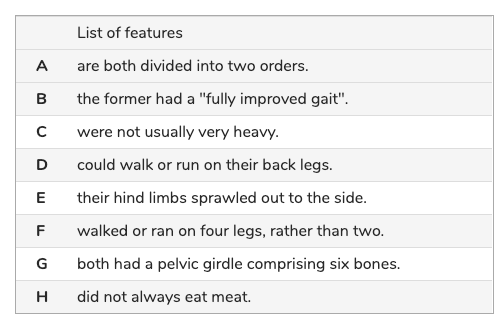 List of features
A are both divided into two orders.
B the former had a "fully improved gait".
C were not usually very heavy.
D could walk or run on their back legs.
E their hind limbs sprawled out to the side.
F walked or ran on four legs, rather than two.
G both had a pelvic girdle comprising six bones.
H did not always eat meat.